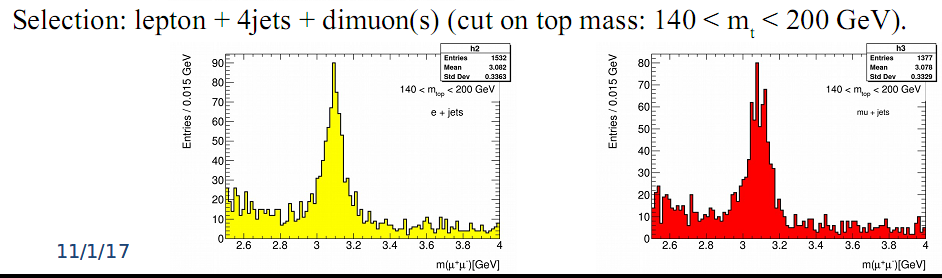 Selection: lepton + 4jets + dimuon(s) (cut on top mass: 140 < m_t < 200 GeV).
h2
Entries 1532
Mean 3.082
Std Dev 0.3363
140 < m_top < 200 GeV
e + jets
Entries / 0.015 GeV
90
80
70
60
50
40
30
20
10
0
2.6 2.8 3 3.2 3.4 3.6 3.8 4
m(μ⁺μ⁻)[GeV]
h3
Entries 1377
Mean 3.078
Std Dev 0.3329
140 < m_top < 200 GeV
mu + jets
Entries / 0.015 GeV
80
70
60
50
40
30
20
10
0
2.6 2.8 3 3.2 3.4 3.6 3.8 4
m(μ⁺μ⁻)[GeV]
11/1/17